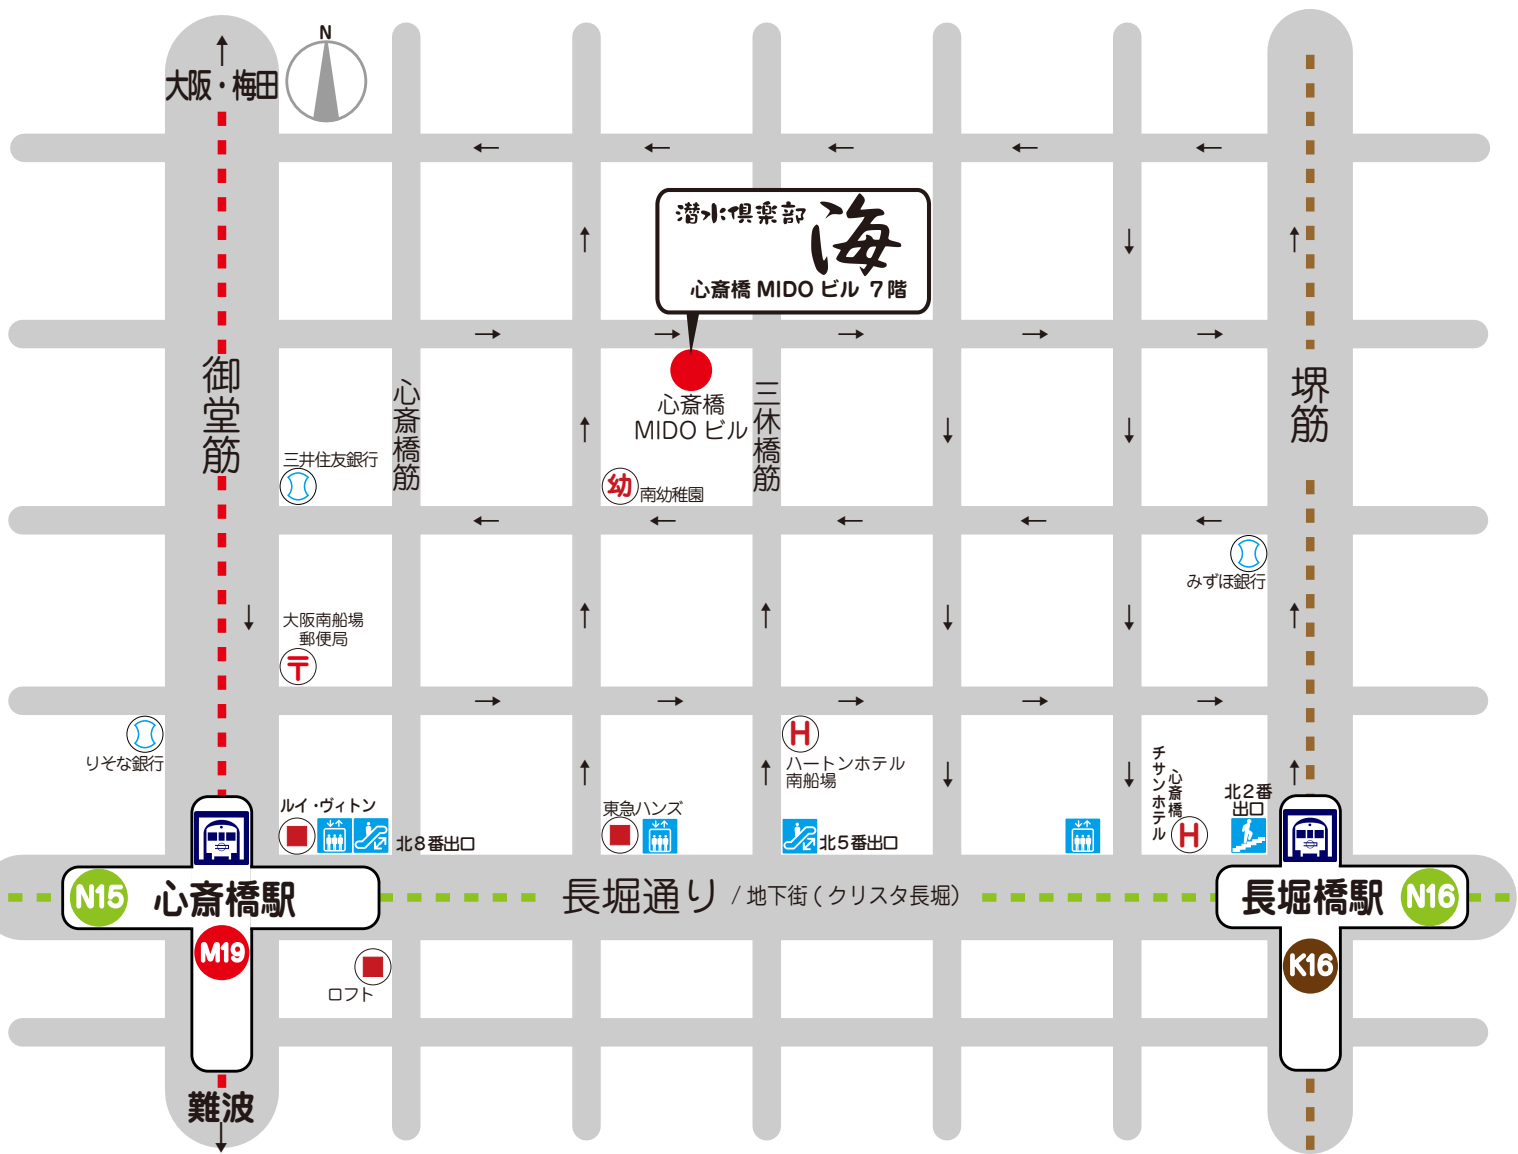 N
大阪・梅田
潜水倶楽部 海
心斎橋 MIDO ビル 7階
御堂筋
心斎橋筋
心斎橋
MIDO ビル
三休橋筋
堺筋
三井住友銀行
幼 南幼稚園
みずほ銀行
大阪南船場
郵便局
〒
りそな銀行
H
ハートンホテル
南船場
チサンホテル
心斎橋
H
北2番
出口
ルイ・ヴィトン
北8番出口
東急ハンズ
北5番出口
N15 心斎橋駅
長堀通り / 地下街(クリスタ長堀)
長堀橋駅 N16
M19
K16
ロフト
難波